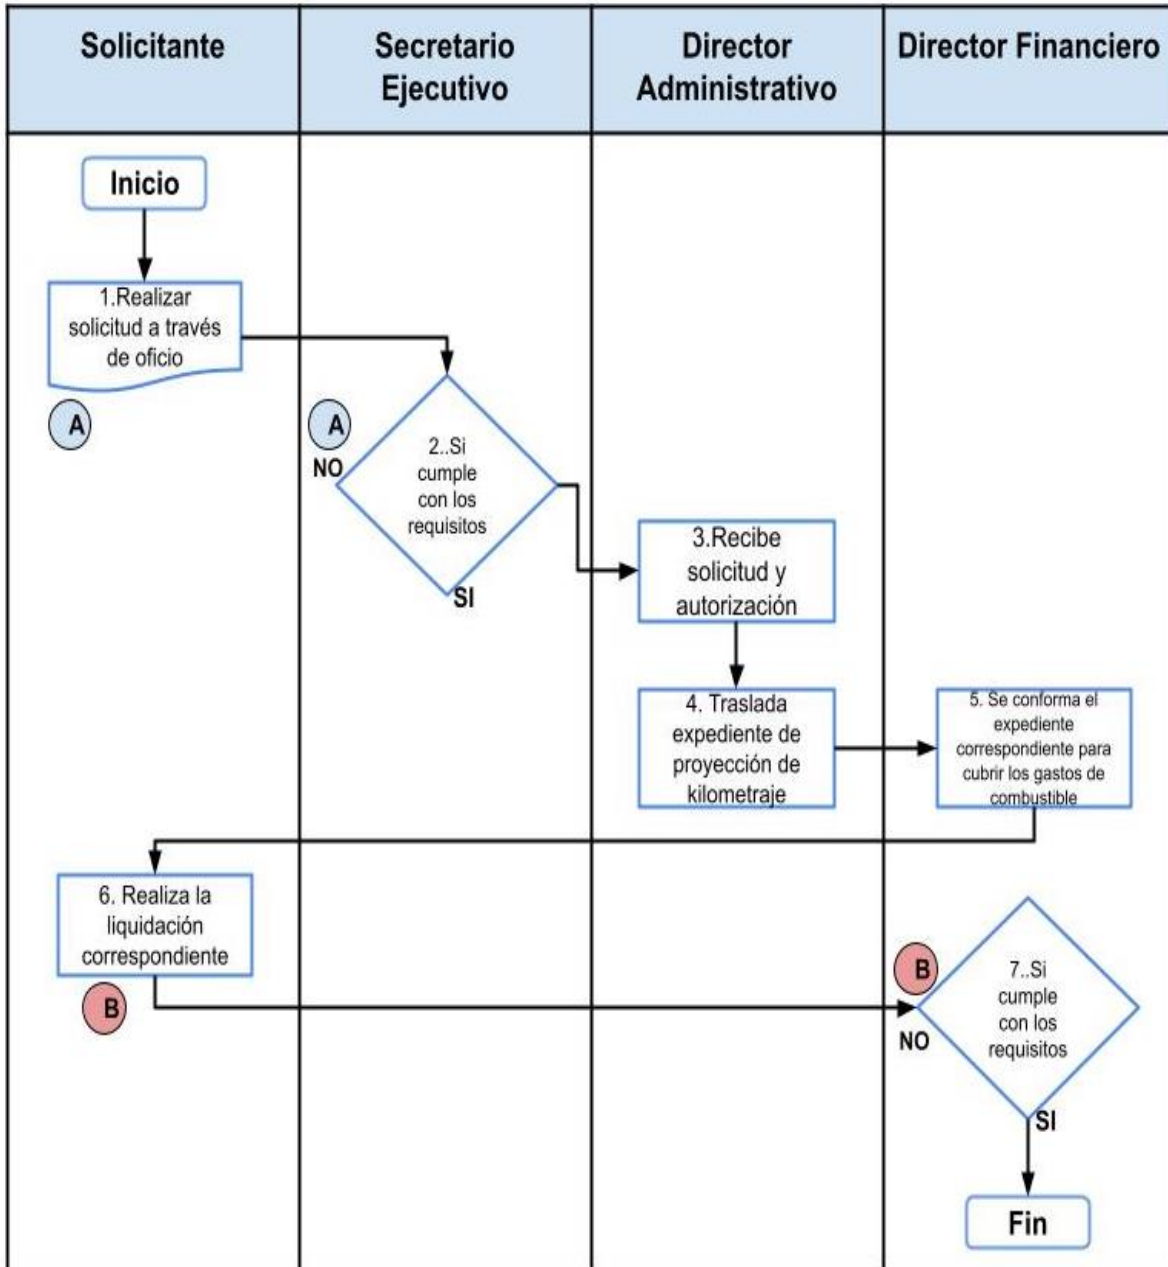 Solicitante
Secretario
Ejecutivo
Director
Administrativo
Director Financiero
Inicio
1.Realizar
solicitud a través
de oficio
A
A
NO
2..Si
cumple
con los
requisitos
SI
3.Recibe
solicitud y
autorización
4. Traslada
expediente de
proyección de
kilometraje
5. Se conforma el
expediente
correspondiente para
cubrir los gastos de
combustible
6. Realiza la
liquidación
correspondiente
B
B
NO
7..Si
cumple
con los
requisitos
SI
Fin